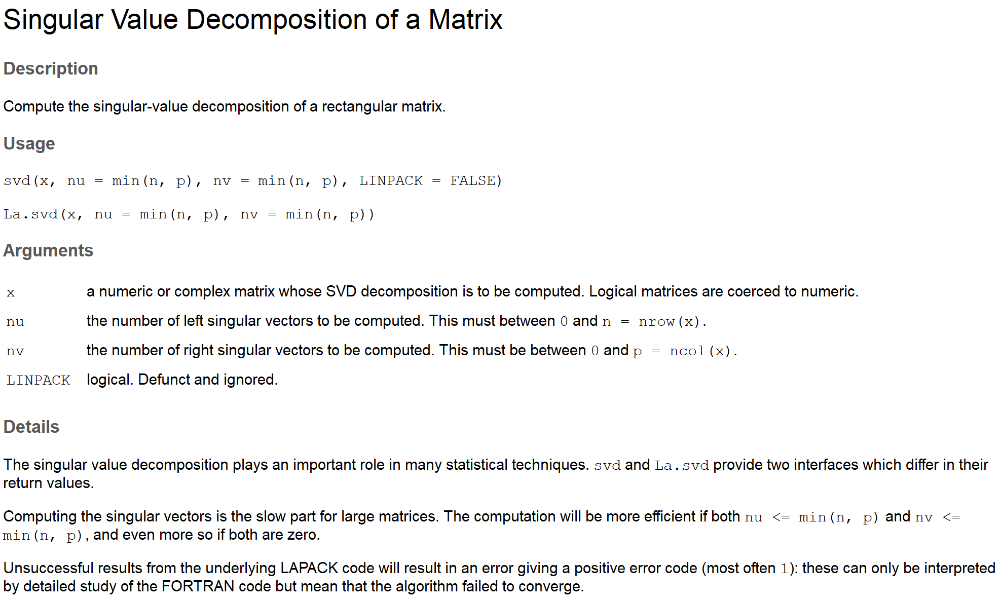 Singular Value Decomposition of a Matrix
Description
Compute the singular-value decomposition of a rectangular matrix.
Usage
svd(x, nu = min(n, p), nv = min(n, p), LINPACK = FALSE)
La.svd(x, nu = min(n, p), nv = min(n, p))
Arguments
x a numeric or complex matrix whose SVD decomposition is to be computed. Logical matrices are coerced to numeric.
nu the number of left singular vectors to be computed. This must between 0 and n = nrow(x).
nv the number of right singular vectors to be computed. This must be between 0 and p = ncol(x).
LINPACK logical. Defunct and ignored.
Details
The singular value decomposition plays an important role in many statistical techniques. svd and La.svd provide two interfaces which differ in their
return values.
Computing the singular vectors is the slow part for large matrices. The computation will be more efficient if both nu <= min(n, p) and nv <=
min(n, p), and even more so if both are zero.
Unsuccessful results from the underlying LAPACK code will result in an error giving a positive error code (most often 1): these can only be interpreted
by detailed study of the FORTRAN code but mean that the algorithm failed to converge.